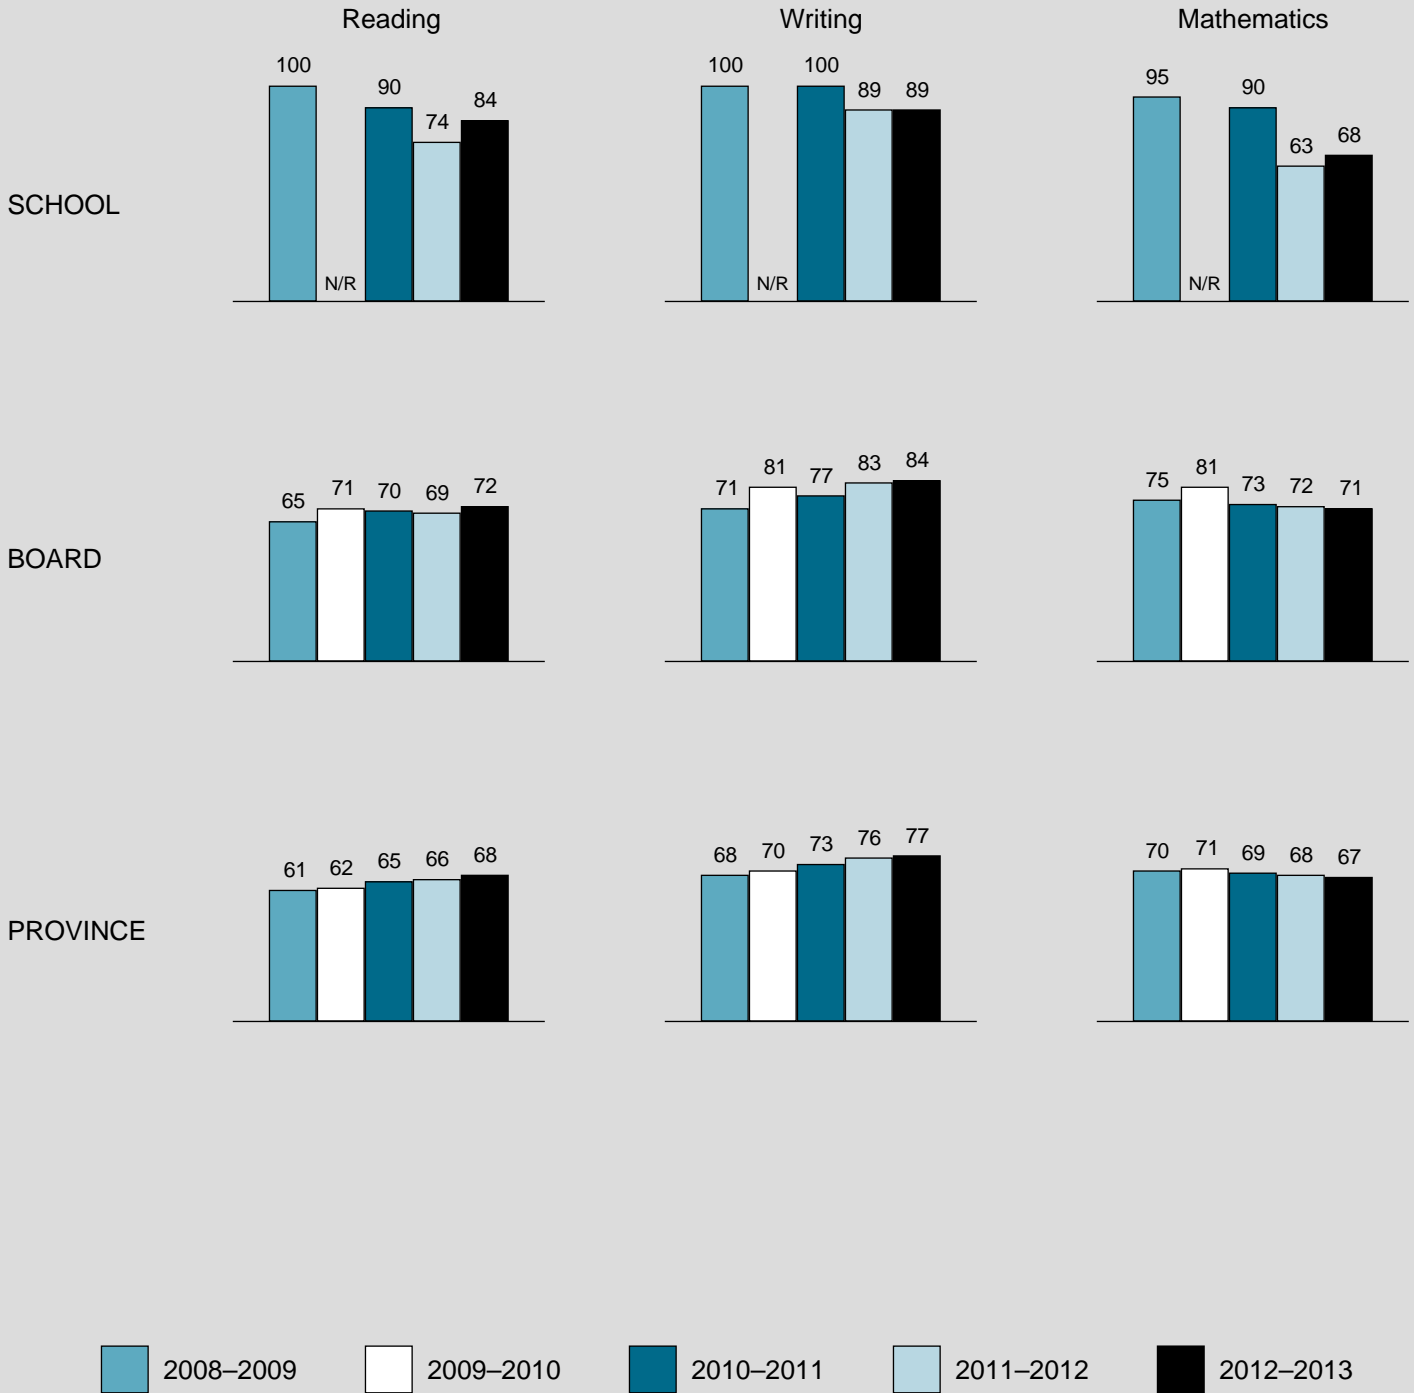 Reading Writing Mathematics
SCHOOL
100 N/R 90 74 84
100 N/R 100 89 89
95 N/R 90 63 68
BOARD
65 71 70 69 72
71 81 77 83 84
75 81 73 72 71
PROVINCE
61 62 65 66 68
68 70 73 76 77
70 71 69 68 67
2008–2009 2009–2010 2010–2011 2011–2012 2012–2013